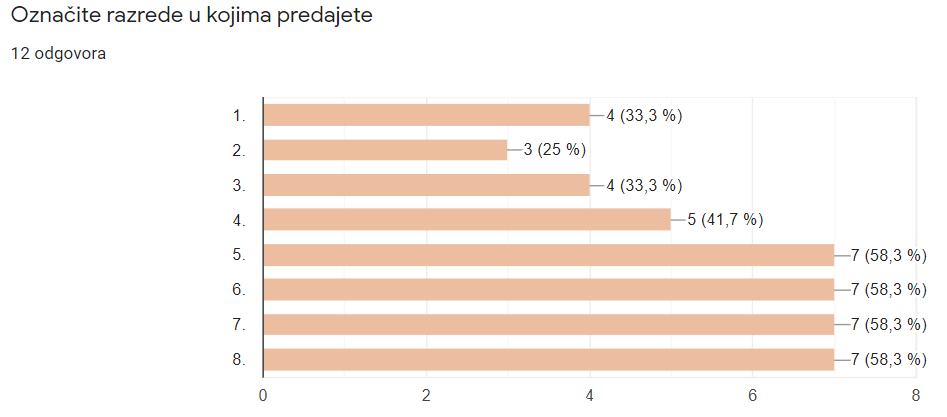 Označite razrede u kojima predajete
12 odgovora
1. 4 (33,3 %)
2. 3 (25 %)
3. 4 (33,3 %)
4. 5 (41,7 %)
5. 7 (58,3 %)
6. 7 (58,3 %)
7. 7 (58,3 %)
8. 7 (58,3 %)
0 2 4 6 8